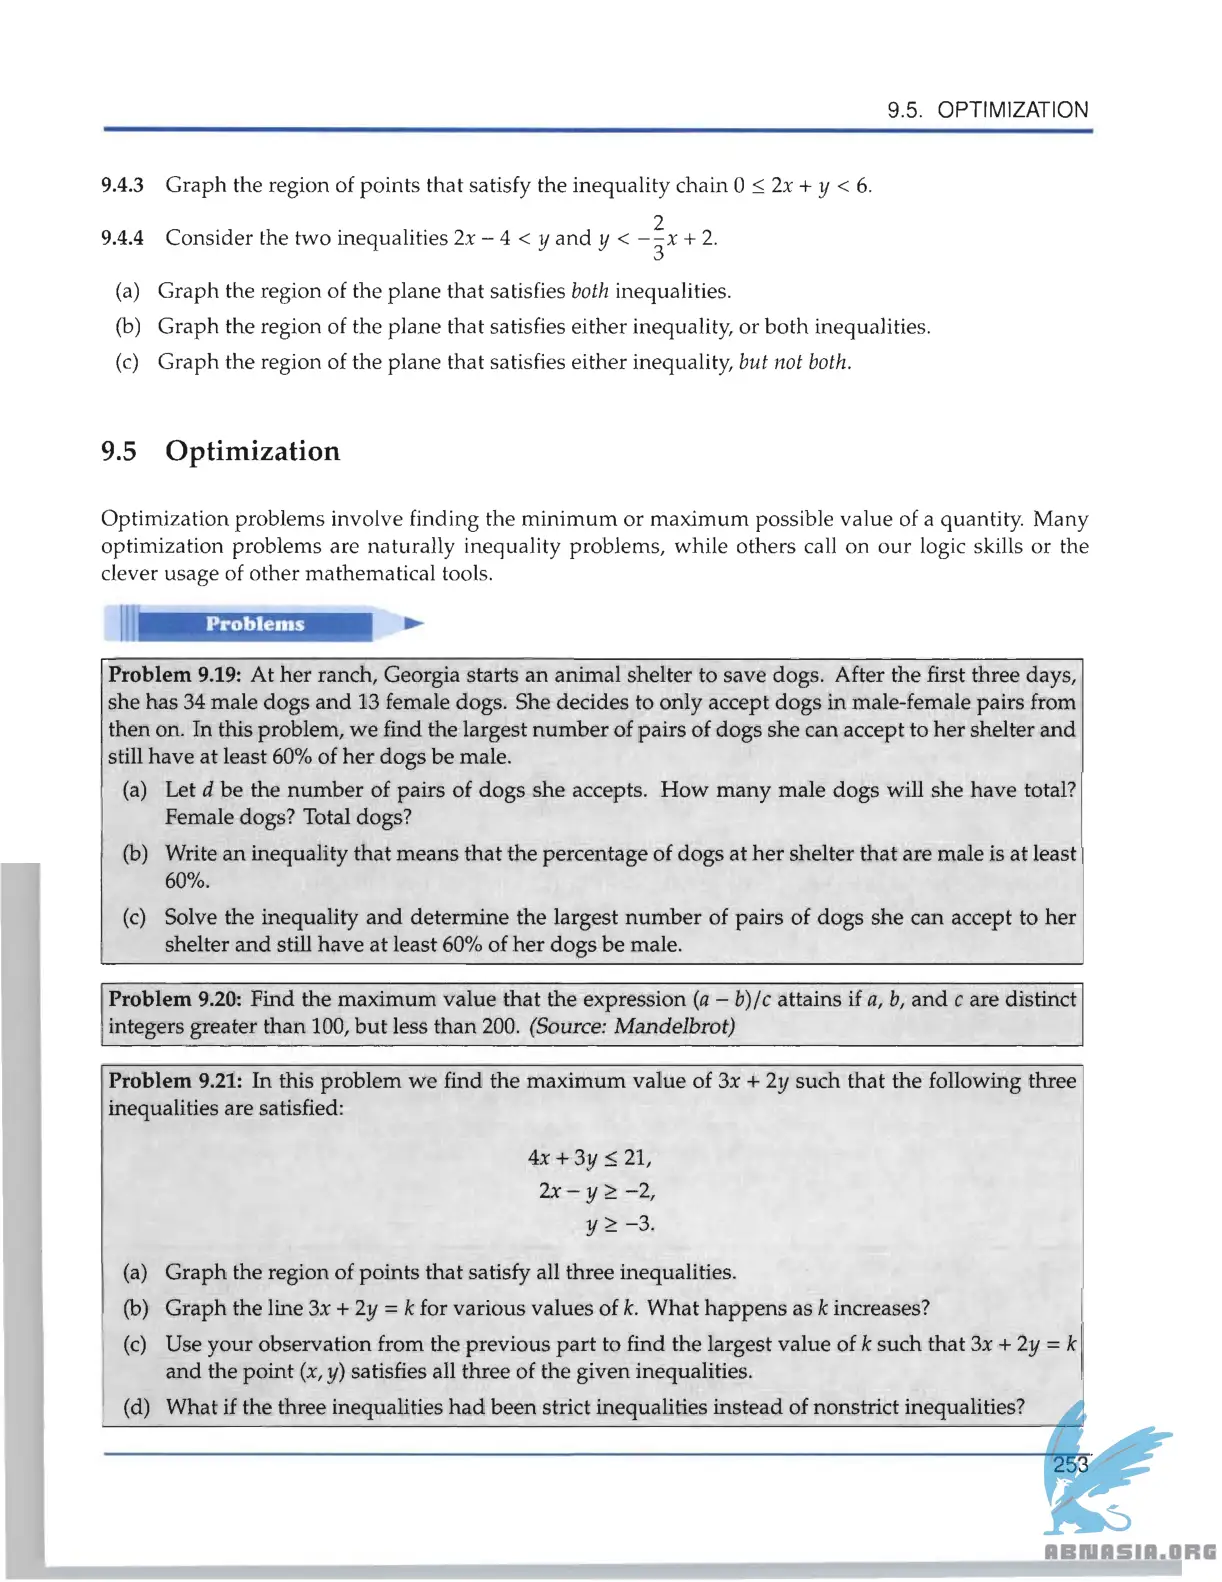 9.5. OPTIMIZATION
9.4.3 Graph the region of points that satisfy the inequality chain 0 ≤ 2x + y < 6.
9.4.4 Consider the two inequalities 2x − 4 < y and y < −2/3x + 2.
(a) Graph the region of the plane that satisfies both inequalities.
(b) Graph the region of the plane that satisfies either inequality, or both inequalities.
(c) Graph the region of the plane that satisfies either inequality, but not both.
9.5 Optimization
Optimization problems involve finding the minimum or maximum possible value of a quantity. Many
optimization problems are naturally inequality problems, while others call on our logic skills or the
clever usage of other mathematical tools.
Problems
Problem 9.19: At her ranch, Georgia starts an animal shelter to save dogs. After the first three days,
she has 34 male dogs and 13 female dogs. She decides to only accept dogs in male-female pairs from
then on. In this problem, we find the largest number of pairs of dogs she can accept to her shelter and
still have at least 60% of her dogs be male.
(a) Let d be the number of pairs of dogs she accepts. How many male dogs will she have total?
Female dogs? Total dogs?
(b) Write an inequality that means that the percentage of dogs at her shelter that are male is at least
60%.
(c) Solve the inequality and determine the largest number of pairs of dogs she can accept to her
shelter and still have at least 60% of her dogs be male.
Problem 9.20: Find the maximum value that the expression (a − b)/c attains if a, b, and c are distinct
integers greater than 100, but less than 200. (Source: Mandelbrot)
Problem 9.21: In this problem we find the maximum value of 3x + 2y such that the following three
inequalities are satisfied:
4x + 3y ≤ 21,
2x − y ≥ −2,
y ≥ −3.
(a) Graph the region of points that satisfy all three inequalities.
(b) Graph the line 3x + 2y = k for various values of k. What happens as k increases?
(c) Use your observation from the previous part to find the largest value of k such that 3x + 2y = k
and the point (x, y) satisfies all three of the given inequalities.
(d) What if the three inequalities had been strict inequalities instead of nonstrict inequalities?
253
ABNASIA.ORG